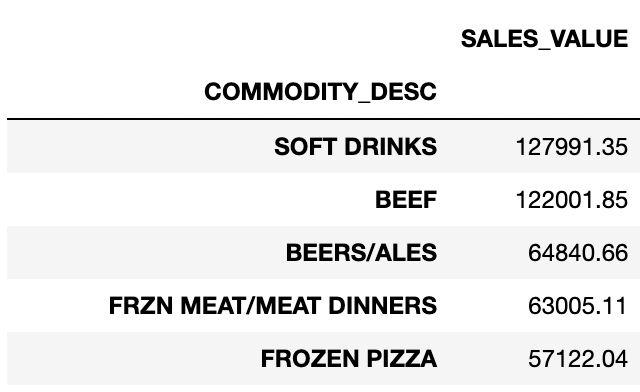 SALES_VALUE
COMMODITY_DESC
SOFT DRINKS 127991.35
BEEF 122001.85
BEERS/ALES 64840.66
FRZN MEAT/MEAT DINNERS 63005.11
FROZEN PIZZA 57122.04